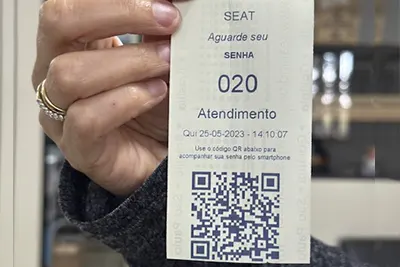 SEAT
Aguarde seu
SENHA
020
Atendimento
Qui 25-05-2023 - 14:10:07
Use o código QR abaixo para
acompanhar sua senha pelo smartphone